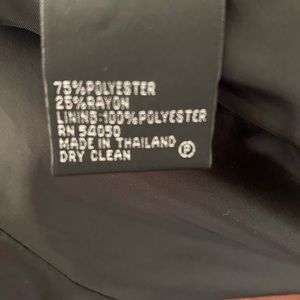 75%POLYESTER
25%RAYON
LINING:100%POLYESTER
RN 54050
MADE IN THAILAND
DRY CLEAN Ⓟ